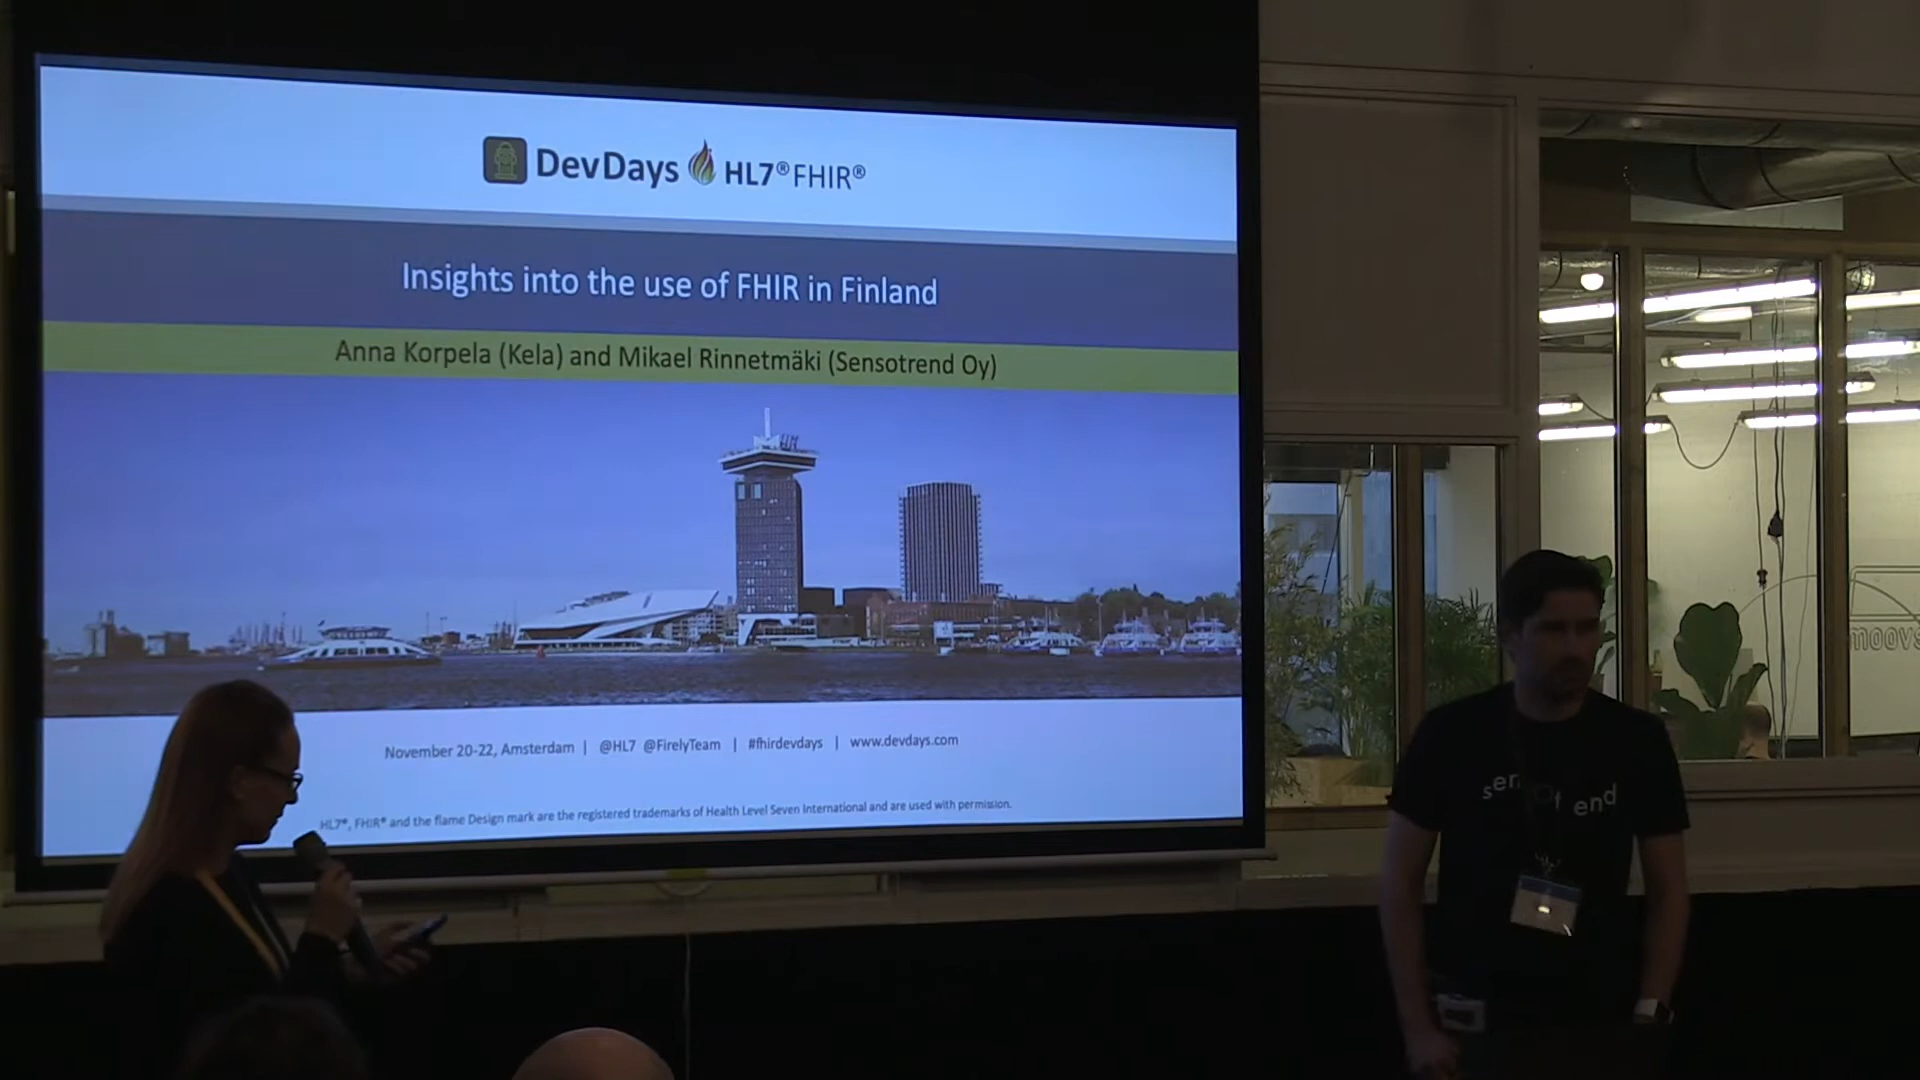 DevDays HL7® FHIR®
Insights into the use of FHIR in Finland
Anna Korpela (Kela) and Mikael Rinnetmäki (Sensotrend Oy)
November 20-22, Amsterdam | @HL7 @FirelyTeam | #fhirdevdays | www.devdays.com
HL7®, FHIR® and the flame Design mark are the registered trademarks of Health Level Seven International and are used with permission.
end